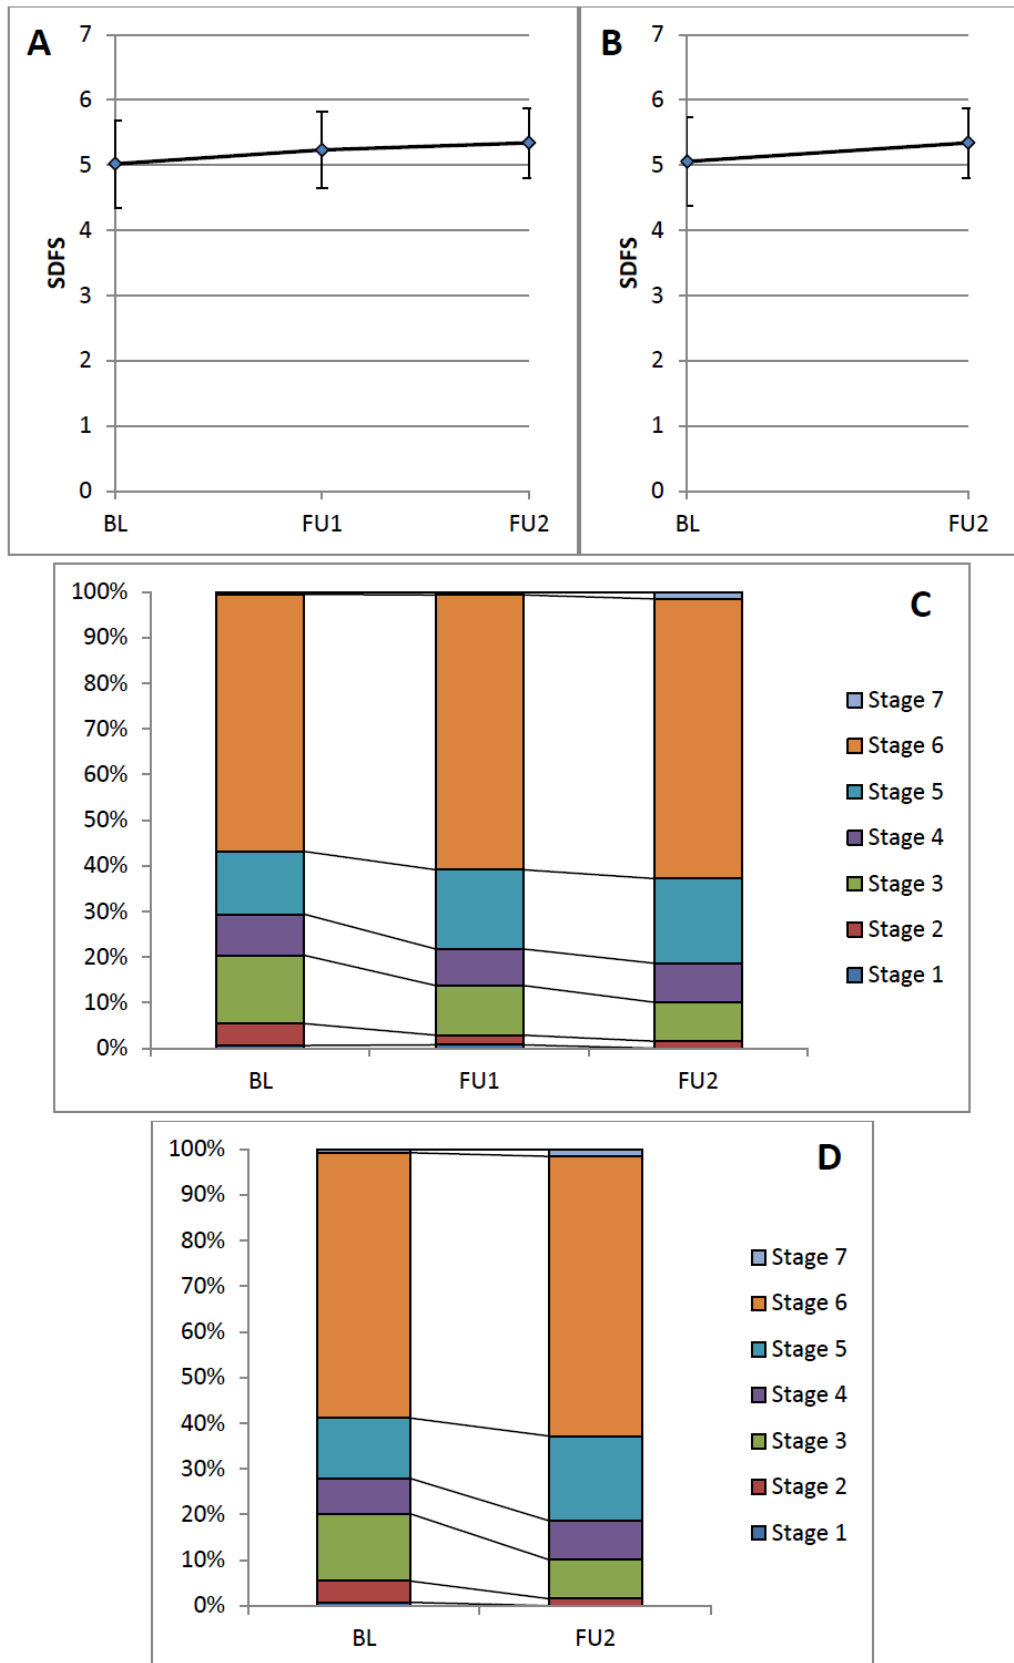 A
7
6
5
4
3
2
1
0
SDFS
BL FU1 FU2
B
7
6
5
4
3
2
1
0
SDFS
BL FU2
C
100%
90%
80%
70%
60%
50%
40%
30%
20%
10%
0%
BL FU1 FU2
Stage 7
Stage 6
Stage 5
Stage 4
Stage 3
Stage 2
Stage 1
D
100%
90%
80%
70%
60%
50%
40%
30%
20%
10%
0%
BL FU2
Stage 7
Stage 6
Stage 5
Stage 4
Stage 3
Stage 2
Stage 1